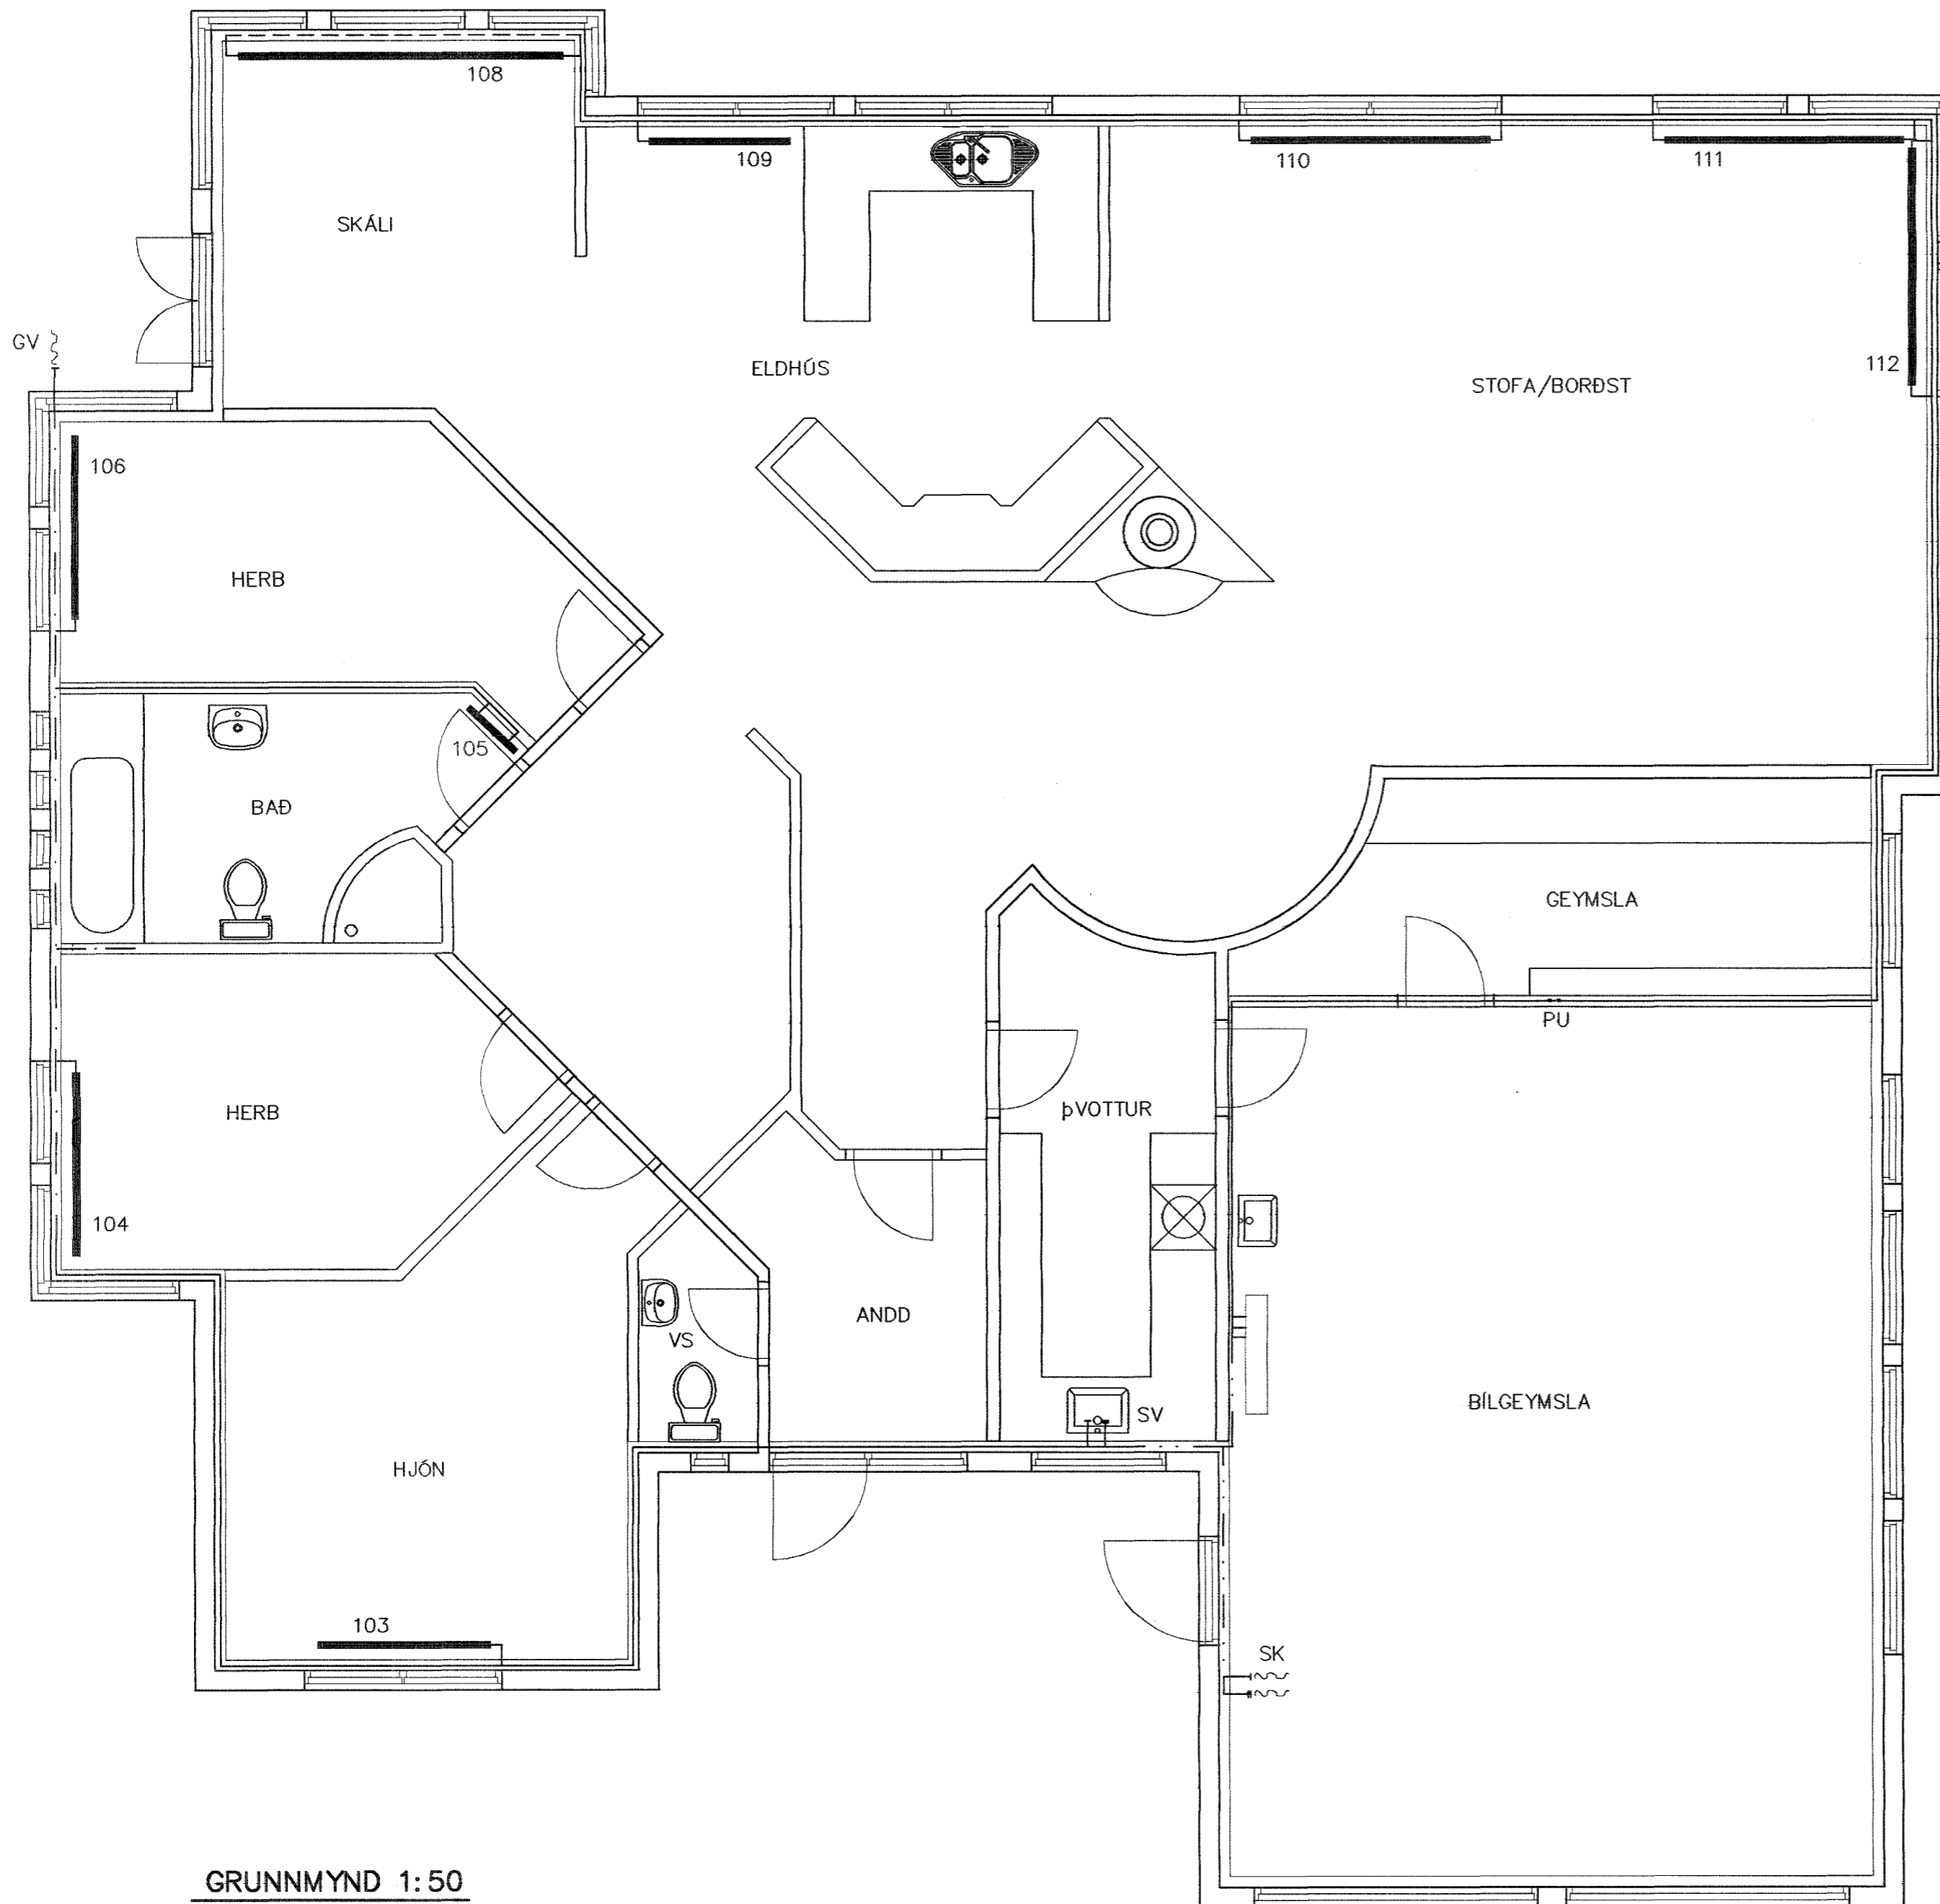 108
109
110
111
SKÁLI
GV
ELDHÚS
112
STOFA/BORÐST
106
HERB
105
BAÐ
GEYMSLA
PU
HERB
ÞVOTTUR
104
ANDD
VS
BÍLGEYMSLA
SV
HJÓN
103
SK
GRUNNMYND 1:50